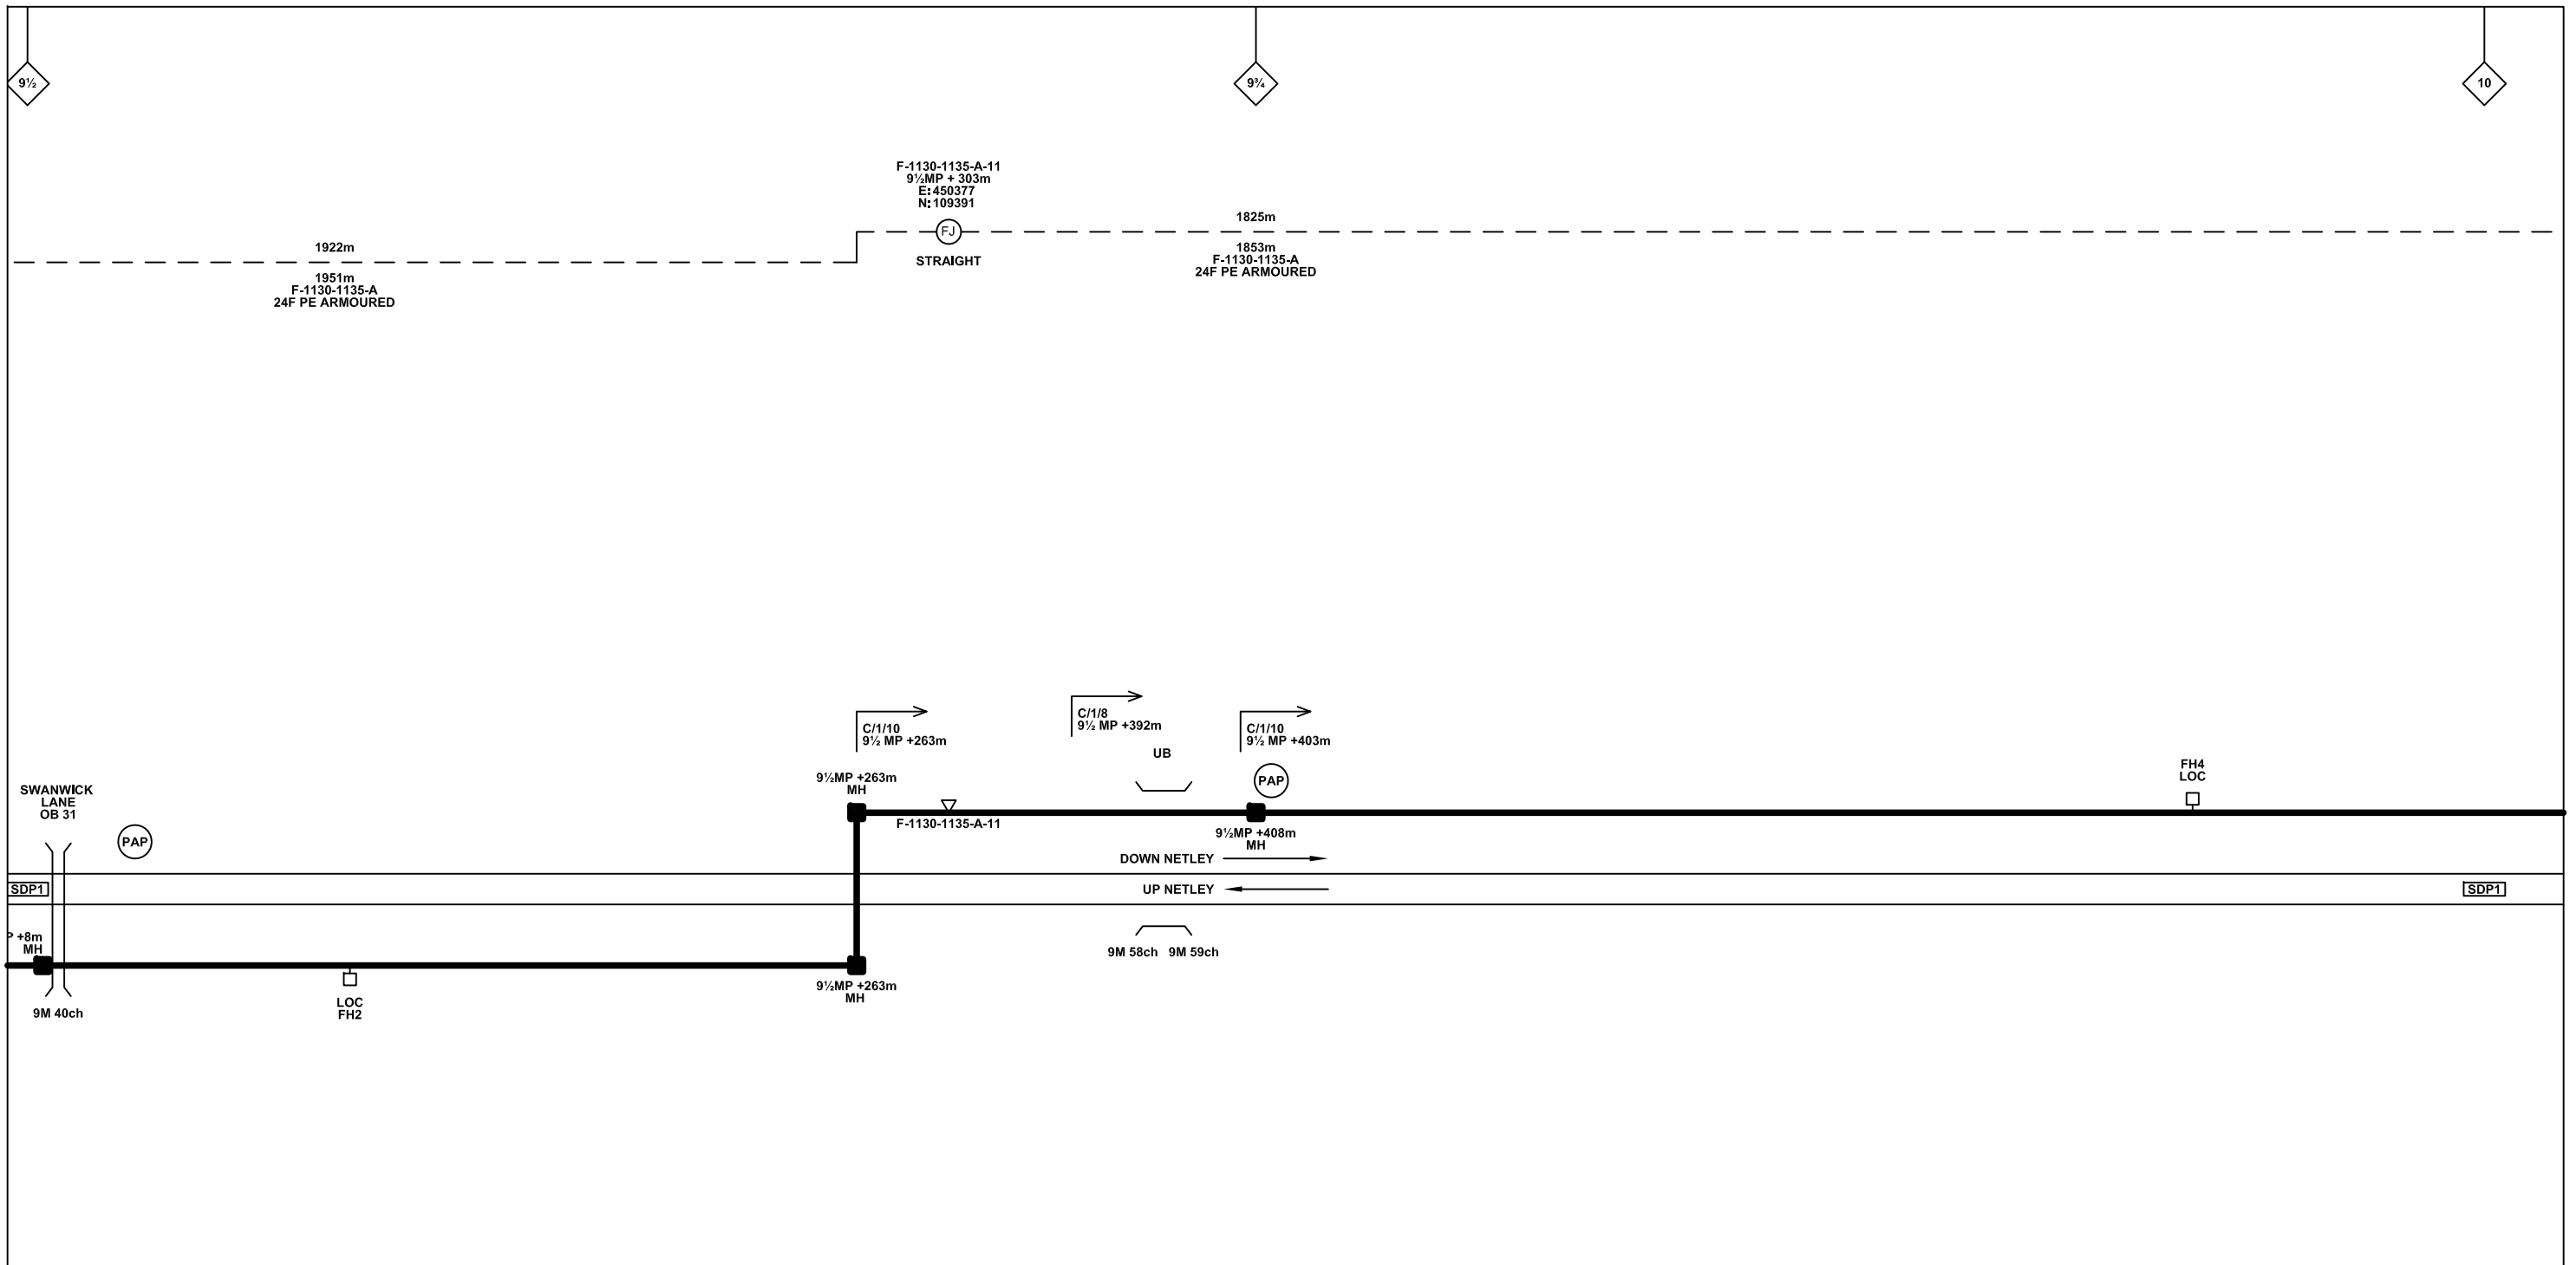 9½
9¾
10
F-1130-1135-A-11
9½MP + 303m
E: 450377
N: 109391
FJ
STRAIGHT
1922m
1951m
F-1130-1135-A
24F PE ARMOURED
1825m
1853m
F-1130-1135-A
24F PE ARMOURED
C/1/10
9½ MP +263m
C/1/8
9½ MP +392m
C/1/10
9½ MP +403m
UB
PAP
9½MP +263m
MH
FH4
LOC
SWANWICK
LANE
OB 31
PAP
F-1130-1135-A-11
9½MP +408m
MH
DOWN NETLEY
SDP1
UP NETLEY
SDP1
+8m
MH
9M 58ch 9M 59ch
9½MP +263m
MH
LOC
FH2
9M 40ch